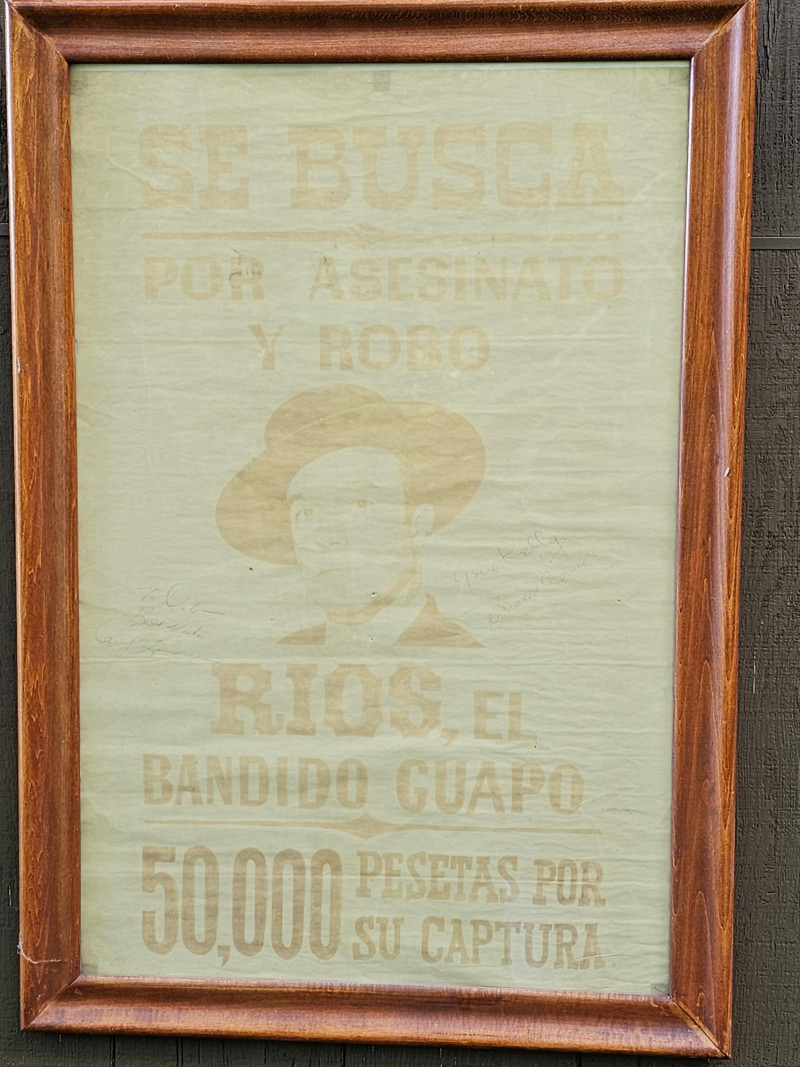 SE BUSCA
POR ASESINATO
Y ROBO
RIOS, EL
BANDIDO GUAPO
50,000 PESETAS POR
SU CAPTURA